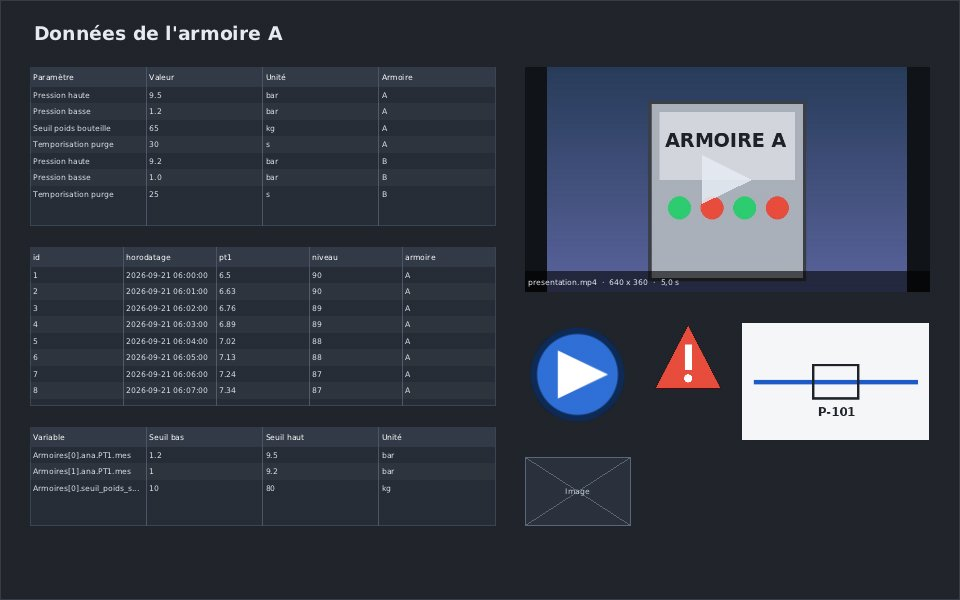 Données de l'armoire A
Paramètre Valeur Unité Armoire
Pression haute 9.5 bar A
Pression basse 1.2 bar A
Seuil poids bouteille 65 kg A
Temporisation purge 30 s A
Pression haute 9.2 bar B
Pression basse 1.0 bar B
Temporisation purge 25 s B
id horodatage pt1 niveau armoire
1 2026-09-21 06:00:00 6.5 90 A
2 2026-09-21 06:01:00 6.63 90 A
3 2026-09-21 06:02:00 6.76 89 A
4 2026-09-21 06:03:00 6.89 89 A
5 2026-09-21 06:04:00 7.02 88 A
6 2026-09-21 06:05:00 7.13 88 A
7 2026-09-21 06:06:00 7.24 87 A
8 2026-09-21 06:07:00 7.34 87 A
Variable Seuil bas Seuil haut Unité
Armoires[0].ana.PT1.mes 1.2 9.5 bar
Armoires[1].ana.PT1.mes 1 9.2 bar
Armoires[0].seuil_poids_s... 10 80 kg
ARMOIRE A
presentation.mp4 · 640 x 360 · 5,0 s
!
P-101
Image